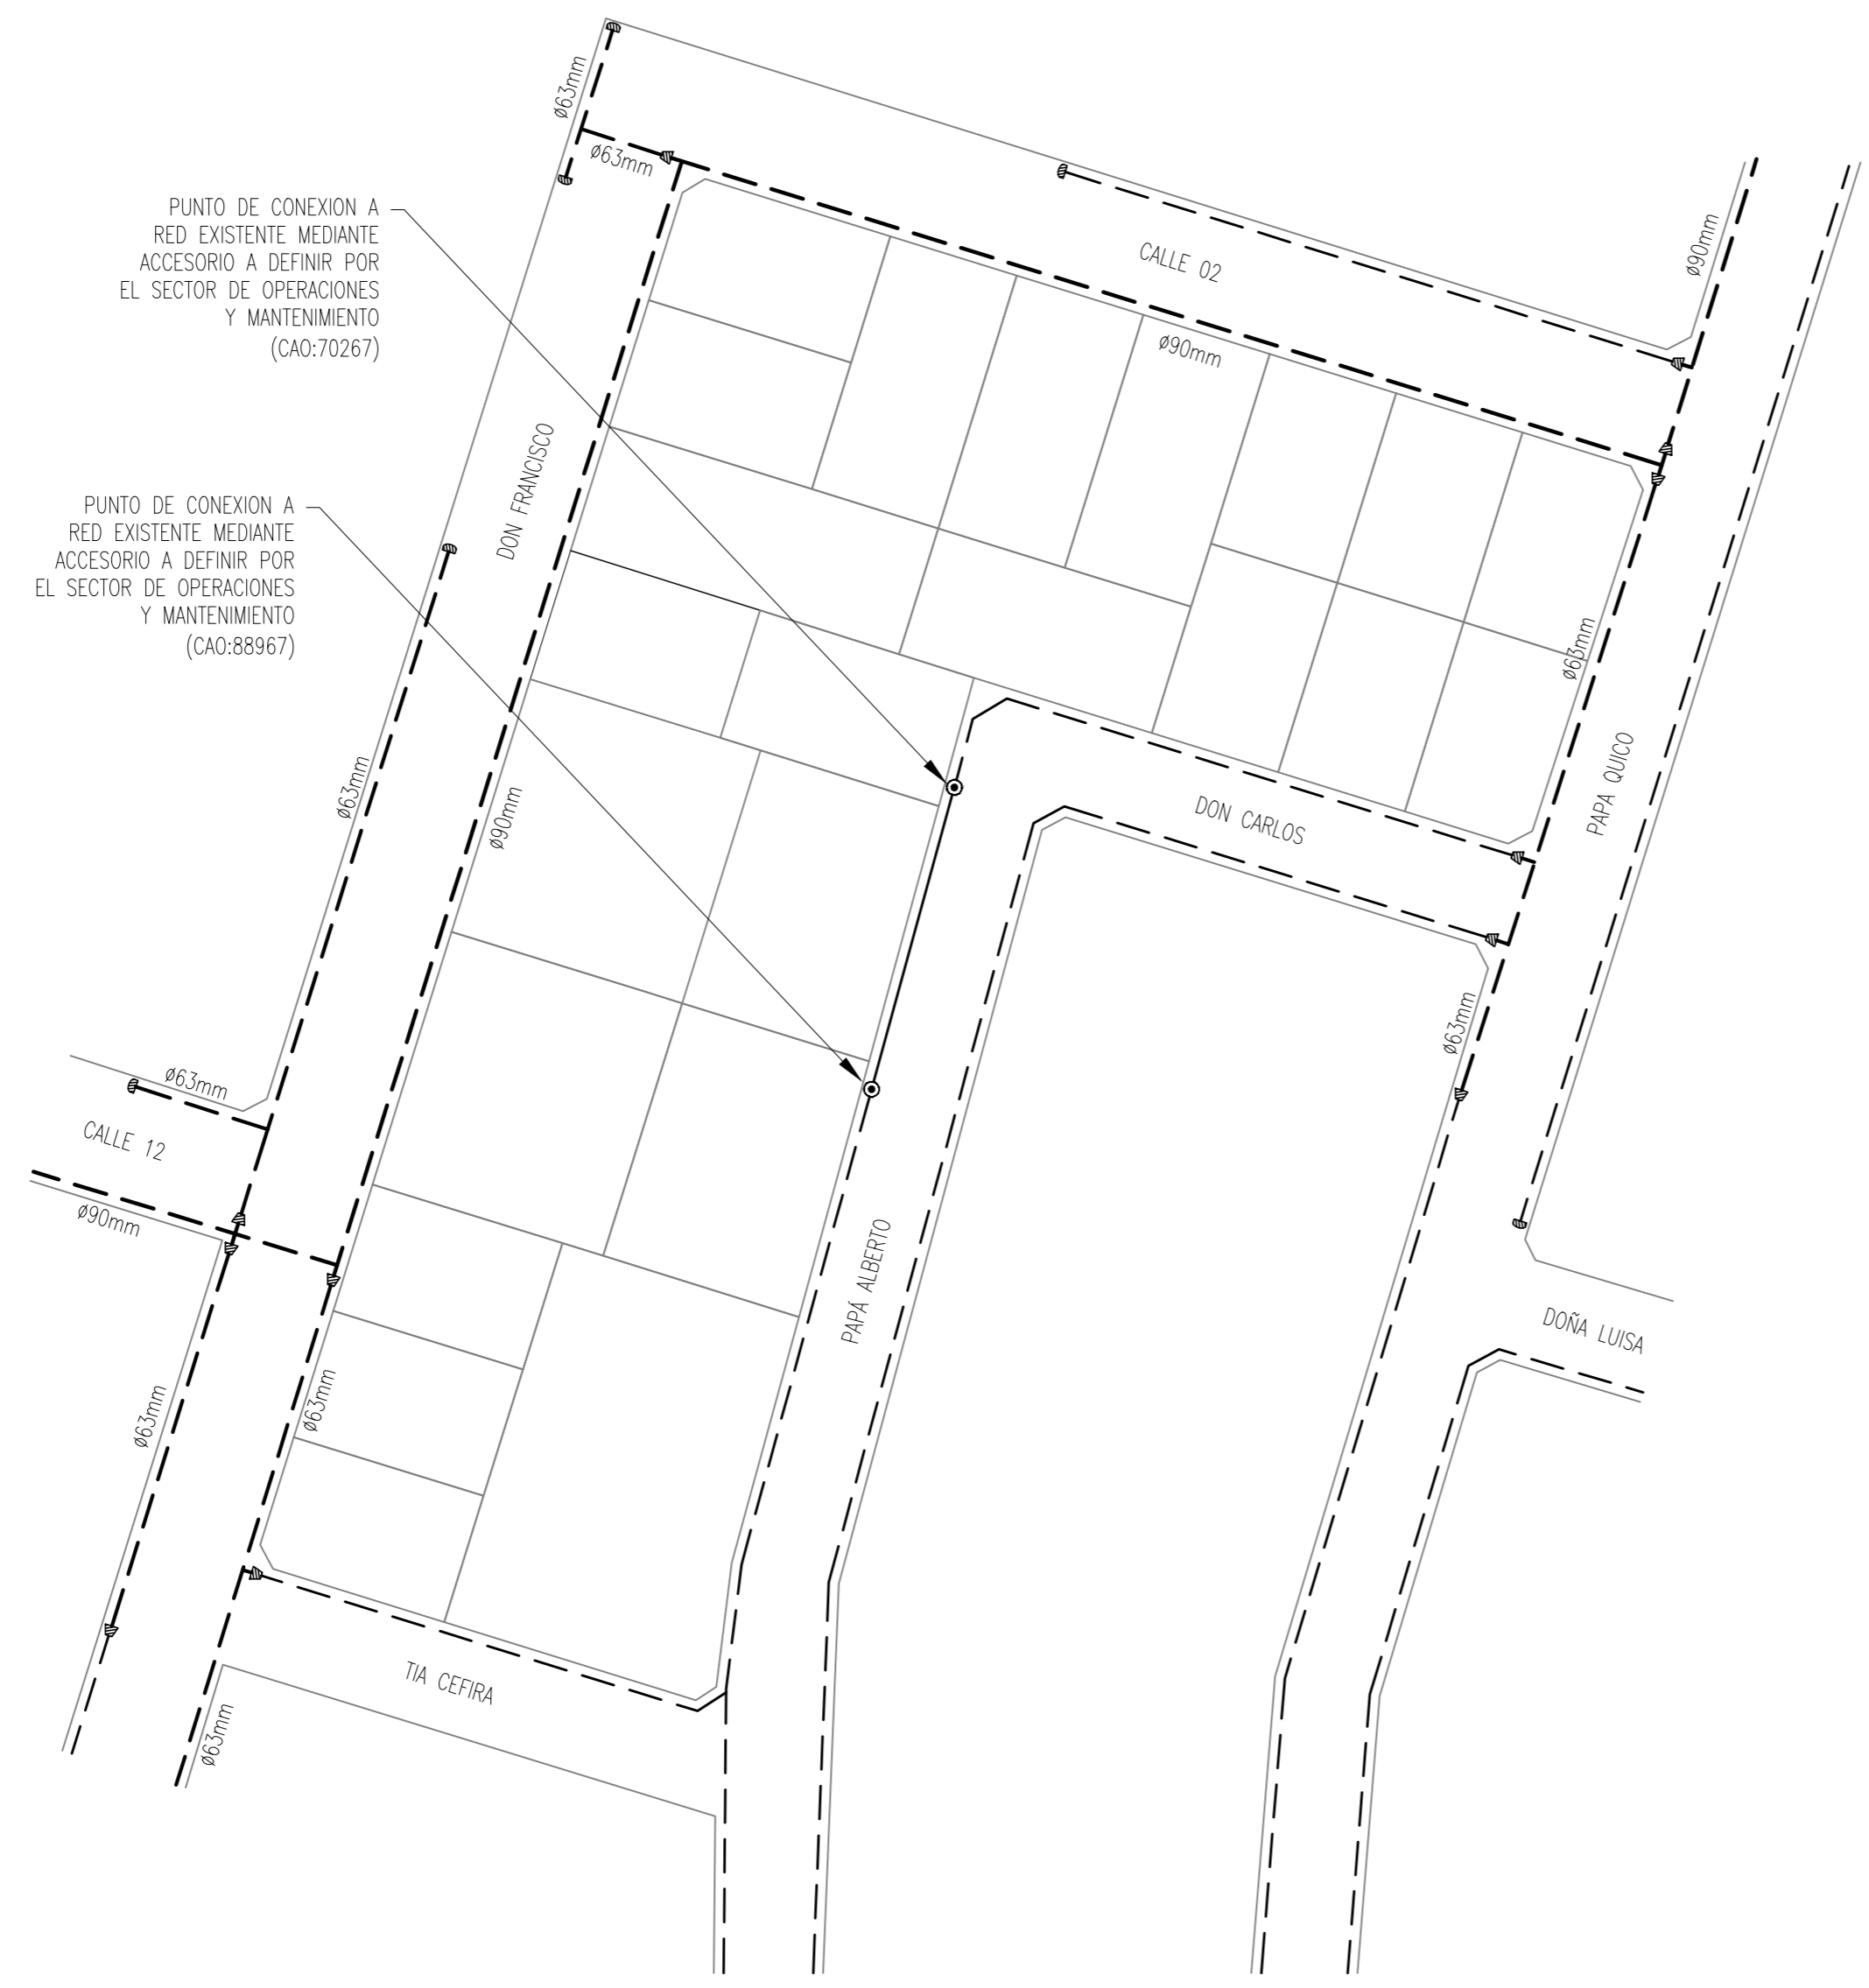 ø63mm
ø63mm
PUNTO DE CONEXION A
RED EXISTENTE MEDIANTE
ACCESORIO A DEFINIR POR
EL SECTOR DE OPERACIONES
Y MANTENIMIENTO
(CAO:70267)
CALLE 02
ø90mm
ø90mm
DON FRANCISCO
PUNTO DE CONEXION A
RED EXISTENTE MEDIANTE
ACCESORIO A DEFINIR POR
EL SECTOR DE OPERACIONES
Y MANTENIMIENTO
(CAO:88967)
ø63mm
PAPA QUICO
ø63mm
ø90mm
DON CARLOS
ø63mm
ø63mm
CALLE 12
ø90mm
PAPÁ ALBERTO
DOÑA LUISA
ø63mm
ø63mm
TIA CEFIRA
ø63mm